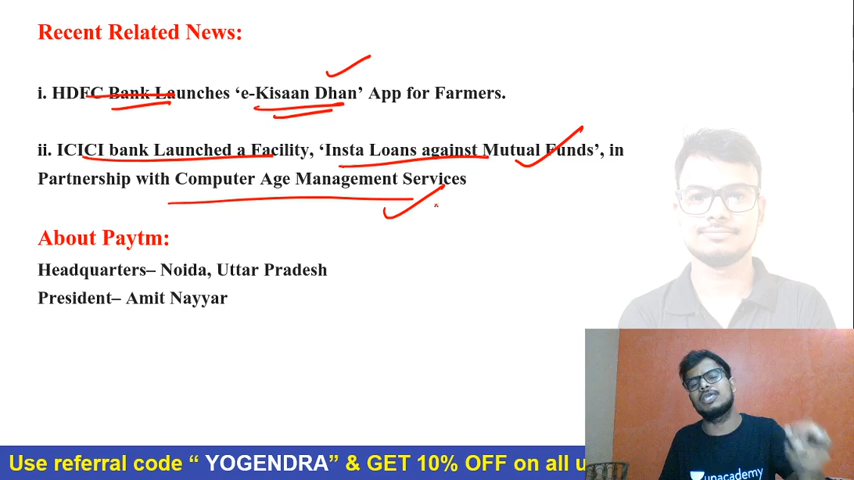 Recent Related News:
i. HDFC Bank Launches ‘e-Kisaan Dhan’ App for Farmers.
ii. ICICI bank Launched a Facility, ‘Insta Loans against Mutual Funds’, in
Partnership with Computer Age Management Services
About Paytm:
Headquarters– Noida, Uttar Pradesh
President– Amit Nayyar
unacademy
Use referral code “ YOGENDRA” & GET 10% OFF on all u